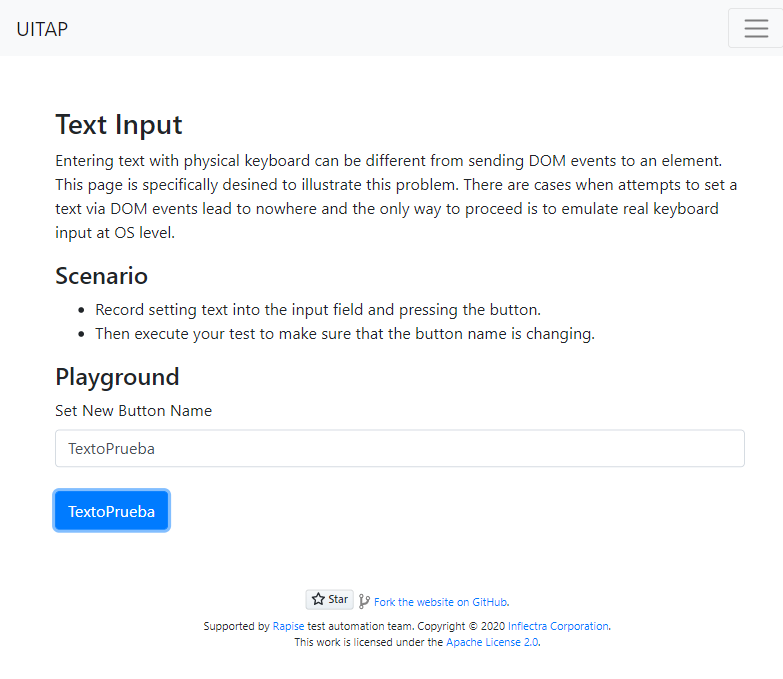 UITAP
Text Input
Entering text with physical keyboard can be different from sending DOM events to an element.
This page is specifically desined to illustrate this problem. There are cases when attempts to set a
text via DOM events lead to nowhere and the only way to proceed is to emulate real keyboard
input at OS level.
Scenario
Record setting text into the input field and pressing the button.
Then execute your test to make sure that the button name is changing.
Playground
Set New Button Name
TextoPrueba
TextoPrueba
Star Fork the website on GitHub.
Supported by Rapise test automation team. Copyright © 2020 Inflectra Corporation.
This work is licensed under the Apache License 2.0.